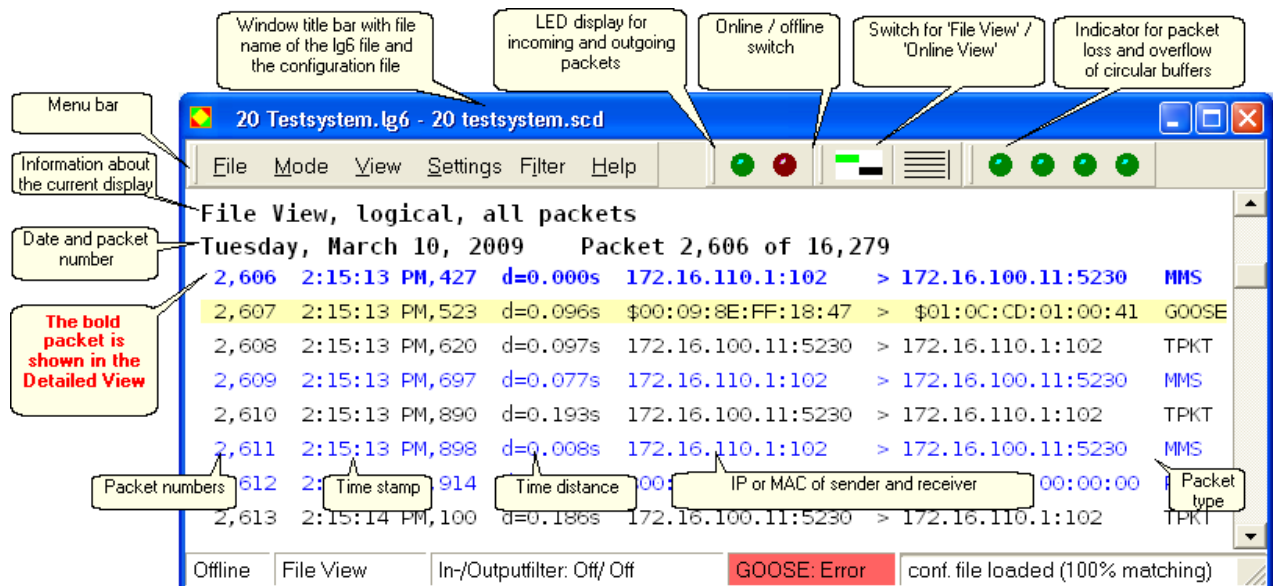 Window title bar with file
name of the lg6 file and
the configuration file
LED display for
incoming and outgoing
packets
Online / offline
switch
Switch for 'File View' /
'Online View'
Indicator for packet
loss and overflow
of circular buffers
Menu bar
20 Testsystem.lg6 - 20 testsystem.scd
Information about
the current display
File Mode View Settings Filter Help
File View, logical, all packets
Date and packet
number
Tuesday, March 10, 2009 Packet 2,606 of 16,279
2,606 2:15:13 PM,427 d=0.000s 172.16.110.1:102 > 172.16.100.11:5230 MMS
2,607 2:15:13 PM,523 d=0.096s $00:09:8E:FF:18:47 > $01:0C:CD:01:00:41 GOOSE
The bold
packet is
shown in the
Detailed View
2,608 2:15:13 PM,620 d=0.097s 172.16.100.11:5230 > 172.16.110.1:102 TPKT
2,609 2:15:13 PM,697 d=0.077s 172.16.110.1:102 > 172.16.100.11:5230 MMS
2,610 2:15:13 PM,890 d=0.193s 172.16.100.11:5230 > 172.16.110.1:102 TPKT
2,611 2:15:13 PM,898 d=0.008s 172.16.110.1:102 > 172.16.100.11:5230 MMS
612 2: ,914 00:00:00
Packet numbers
Time stamp
Time distance
IP or MAC of sender and receiver
Packet
type
2,613 2:15:14 PM,100 d=0.186s 172.16.100.11:5230 > 172.16.110.1:102 TPKT
Offline File View In-/Outputfilter: Off/ Off GOOSE: Error conf. file loaded (100% matching)